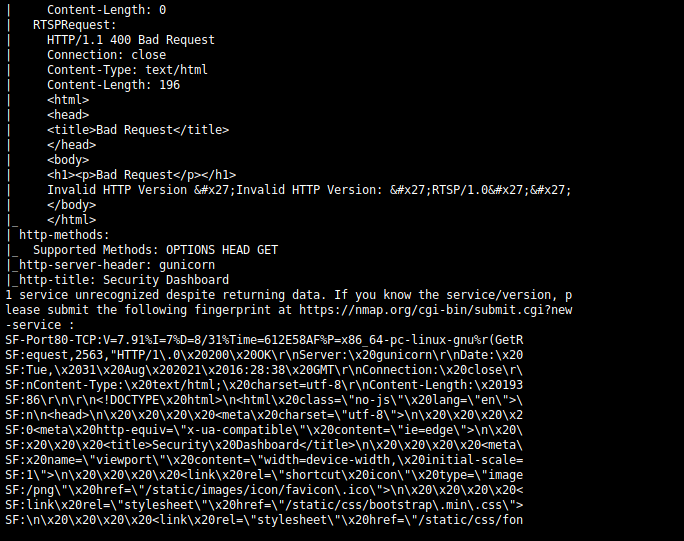 |     Content-Length: 0
|   RTSPRequest:
|     HTTP/1.1 400 Bad Request
|     Connection: close
|     Content-Type: text/html
|     Content-Length: 196
|     <html>
|     <head>
|     <title>Bad Request</title>
|     </head>
|     <body>
|     <h1><p>Bad Request</p></h1>
|     Invalid HTTP Version &#x27;Invalid HTTP Version: &#x27;RTSP/1.0&#x27;&#x27;
|     </body>
|_    </html>
| http-methods:
|_  Supported Methods: OPTIONS HEAD GET
|_http-server-header: gunicorn
|_http-title: Security Dashboard
1 service unrecognized despite returning data. If you know the service/version, p
lease submit the following fingerprint at https://nmap.org/cgi-bin/submit.cgi?new
-service :
SF-Port80-TCP:V=7.91%I=7%D=8/31%Time=612E58AF%P=x86_64-pc-linux-gnu%r(GetR
SF:equest,2563,"HTTP/1\.0\x20200\x20OK\r\nServer:\x20gunicorn\r\nDate:\x20
SF:Tue,\x2031\x20Aug\x202021\x2016:28:38\x20GMT\r\nConnection:\x20close\r\
SF:nContent-Type:\x20text/html;\x20charset=utf-8\r\nContent-Length:\x20193
SF:86\r\n\r\n<!DOCTYPE\x20html>\n<html\x20class=\"no-js\"\x20lang=\"en\">\
SF:n\n<head>\n\x20\x20\x20\x20<meta\x20charset=\"utf-8\">\n\x20\x20\x20\x2
SF:0<meta\x20http-equiv=\"x-ua-compatible\"\x20content=\"ie=edge\">\n\x20\
SF:x20\x20\x20<title>Security\x20Dashboard</title>\n\x20\x20\x20\x20<meta\
SF:x20name=\"viewport\"\x20content=\"width=device-width,\x20initial-scale=
SF:1\">\n\x20\x20\x20\x20<link\x20rel=\"shortcut\x20icon\"\x20type=\"image
SF:/png\"\x20href=\"/static/images/icon/favicon\.ico\">\n\x20\x20\x20\x20<
SF:link\x20rel=\"stylesheet\"\x20href=\"/static/css/bootstrap\.min\.css\">
SF:\n\x20\x20\x20\x20<link\x20rel=\"stylesheet\"\x20href=\"/static/css/fon